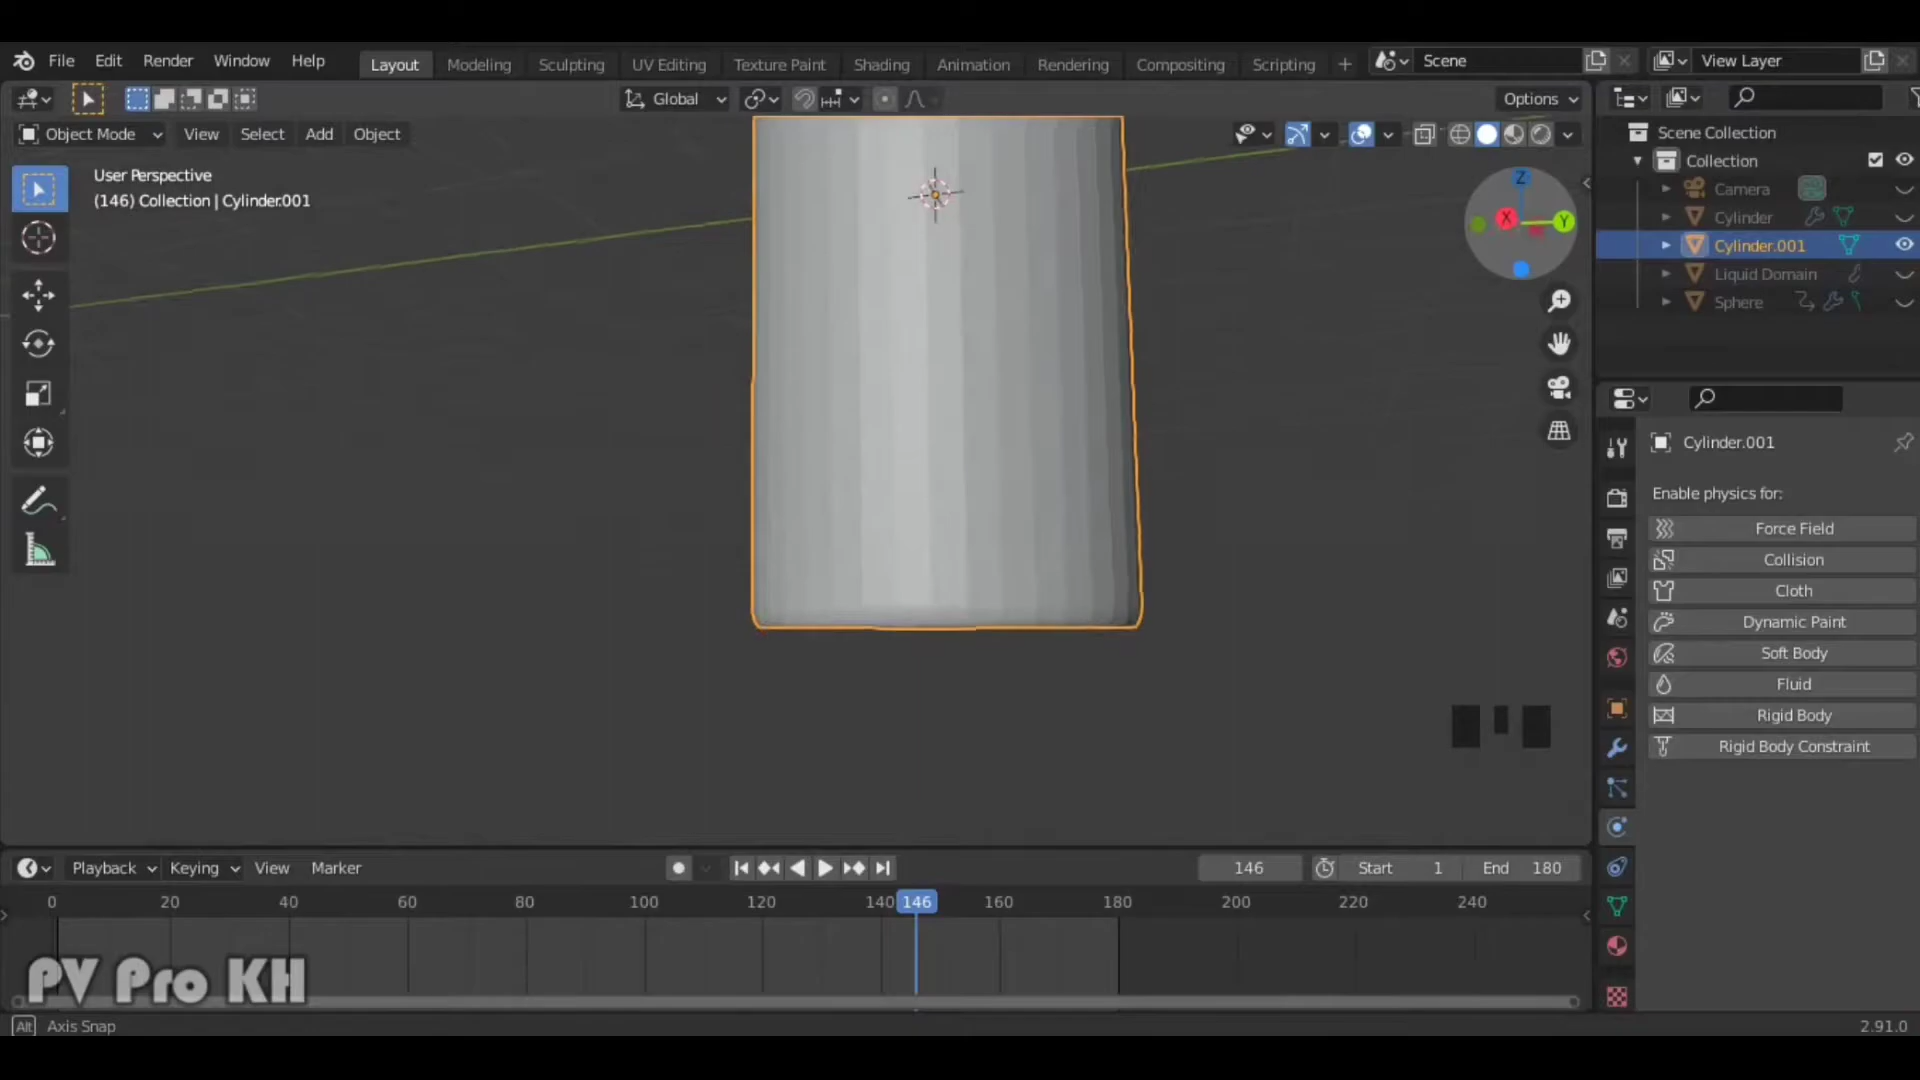 File Edit Render Window Help Layout Modeling Sculpting UV Editing Texture Paint Shading Animation Rendering Compositing Scripting + Scene View Layer
Global Options
Object Mode View Select Add Object
User Perspective
(146) Collection | Cylinder.001
Z
X
Y
Scene Collection
Collection
Camera
Cylinder
Cylinder.001
Liquid Domain
Sphere
Cylinder.001
Enable physics for:
Force Field
Collision
Cloth
Dynamic Paint
Soft Body
Fluid
Rigid Body
Rigid Body Constraint
Playback Keying View Marker 146 Start 1 End 180
0 20 40 60 80 100 120 140 146 160 180 200 220 240
PV Pro KH
Alt Axis Snap 2.91.0